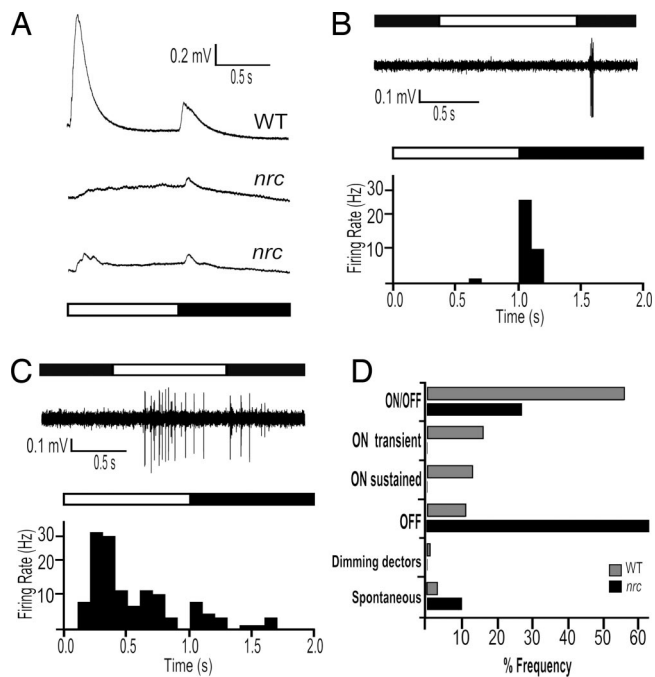 A
0.2 mV
0.5 s
WT
nrc
nrc
B
0.1 mV
0.5 s
Firing Rate (Hz)
30
20
10
0.0 0.5 1.0 1.5 2.0
Time (s)
C
0.1 mV
0.5 s
Firing Rate (Hz)
30
20
10
0.0 0.5 1.0 1.5 2.0
Time (s)
D
ON/OFF
ON transient
ON sustained
OFF
Dimming dectors
Spontaneous
WT
nrc
10 20 30 40 50 60
% Frequency